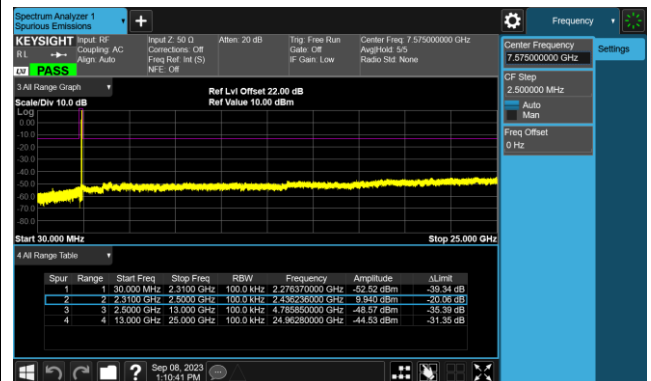 Spectrum Analyzer 1
Spurious Emissions
Frequency
KEYSIGHT Input: RF Input Z: 50 Ω Atten: 20 dB Trig: Free Run Center Freq: 7.575000000 GHz
RL Coupling: AC Corrections: Off Gate: Off Avg|Hold: 5/5
Align: Auto Freq Ref: Int (S) IF Gain: Low Radio Std: None
LXI PASS NFE: Off
Center Frequency
7.575000000 GHz
Settings
CF Step
2.500000 MHz
Auto
Man
Freq Offset
0 Hz
3 All Range Graph
Ref Lvl Offset 22.00 dB
Scale/Div 10.0 dB Ref Value 10.00 dBm
Log
0.00
-10.0
-20.0
-30.0
-40.0
-50.0
-60.0
-70.0
-80.0
Start 30.000 MHz Stop 25.000 GHz
4 All Range Table
Spur Range Start Freq Stop Freq RBW Frequency Amplitude ΔLimit
1 1 30.000 MHz 2.3100 GHz 100.0 kHz 2.276370000 GHz -52.52 dBm -39.34 dB
2 2 2.3100 GHz 2.5000 GHz 100.0 kHz 2.436236000 GHz 9.940 dBm -20.06 dB
3 3 2.5000 GHz 13.000 GHz 100.0 kHz 4.785850000 GHz -48.57 dBm -35.39 dB
4 4 13.000 GHz 25.000 GHz 100.0 kHz 24.96280000 GHz -44.53 dBm -31.35 dB
? Sep 08, 2023
1:10:41 PM